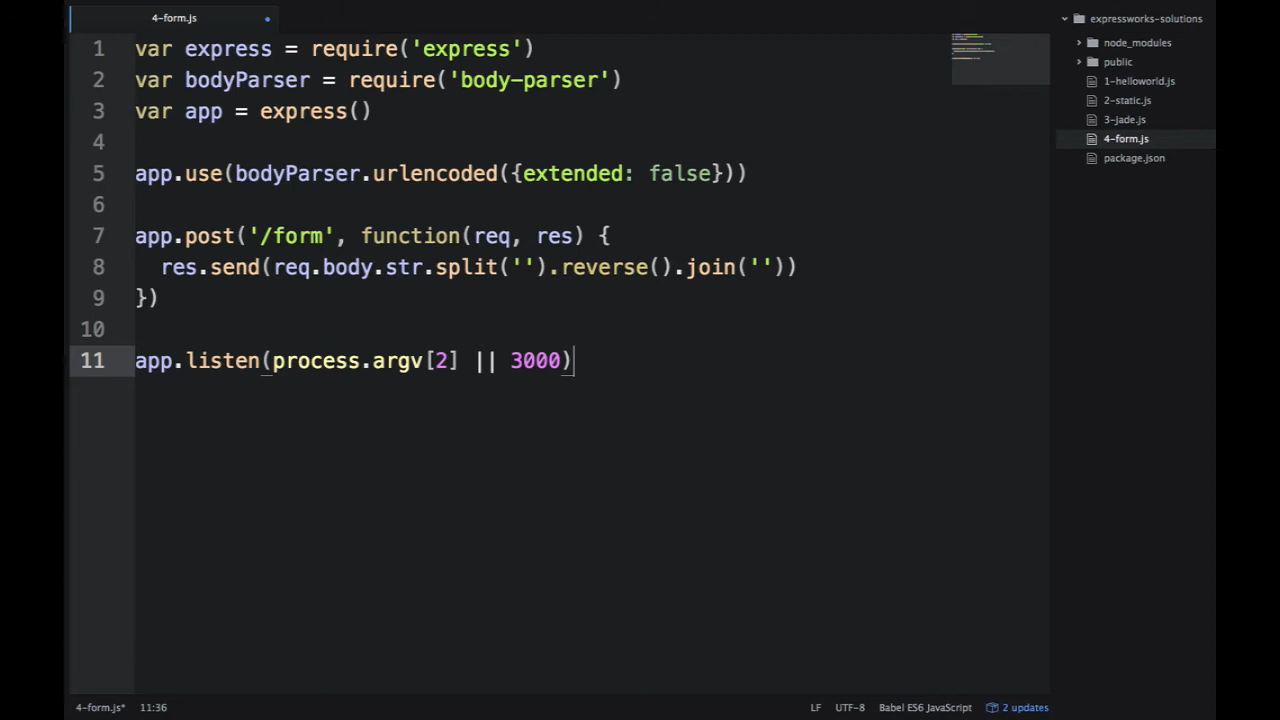 4-form.js
1 var express = require('express')
2 var bodyParser = require('body-parser')
3 var app = express()
4
5 app.use(bodyParser.urlencoded({extended: false}))
6
7 app.post('/form', function(req, res) {
8   res.send(req.body.str.split('').reverse().join(''))
9 })
10
11 app.listen(process.argv[2] || 3000)
expressworks-solutions
node_modules
public
1-helloworld.js
2-static.js
3-jade.js
4-form.js
package.json
4-form.js* 11:36 LF UTF-8 Babel ES6 JavaScript 2 updates